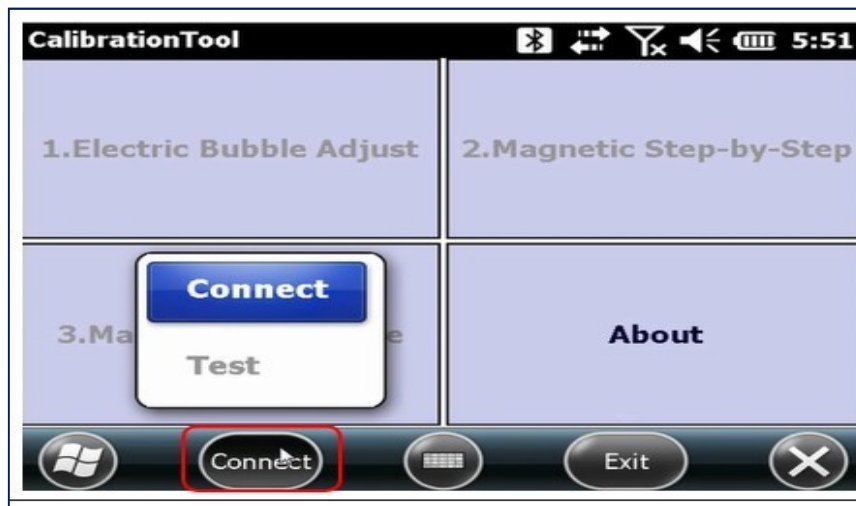 CalibrationTool 5:51
1.Electric Bubble Adjust
2.Magnetic Step-by-Step
3.Ma e
Connect
Test
About
Connect
Exit